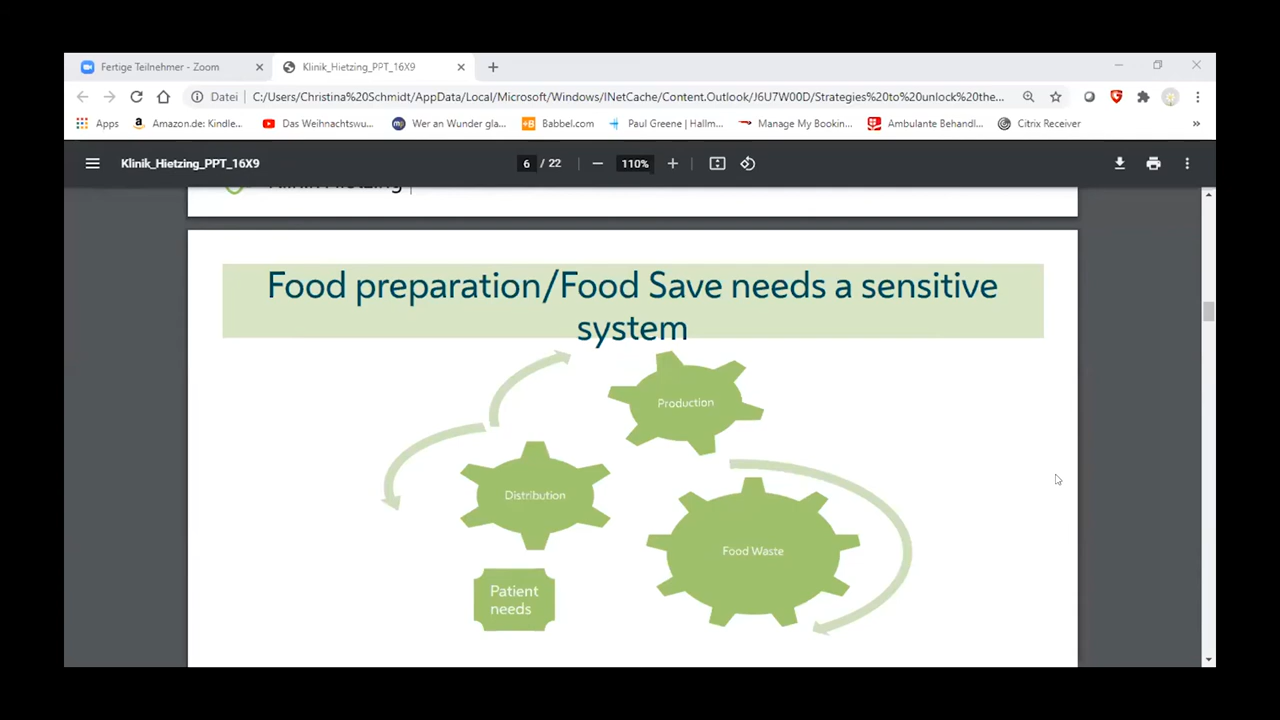 Fertige Teilnehmer - Zoom
Klinik_Hietzing_PPT_16X9
Datei
C:/Users/Christina%20Schmidt/AppData/Local/Microsoft/Windows/INetCache/Content.Outlook/J6U7W00D/Strategies%20to%20unlock%20the...
Apps
Amazon.de: Kindle...
Das Weihnachtswu...
Wer an Wunder gla...
Babbel.com
Paul Greene | Hallm...
Manage My Bookin...
Ambulante Behandl...
Citrix Receiver
»
Klinik_Hietzing_PPT_16X9
6 / 22
110%
Klinik Hietzing
Food preparation/Food Save needs a sensitive
system
Production
Distribution
Food Waste
Patient
needs